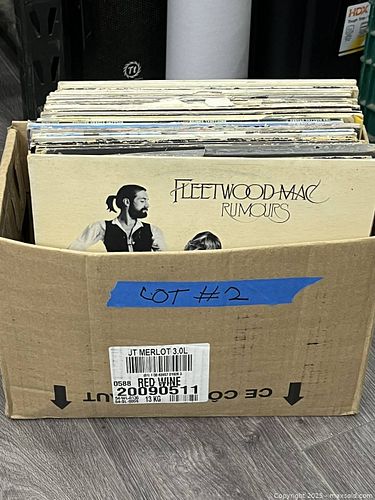 HDX
FLEETWOOD MAC
RUMOURS
LOT #2
JT MERLOT 3.0L
0588 RED WINE
20090511
13 KG
CE CÔ
UT
Copyright 2025 - maxsold.com